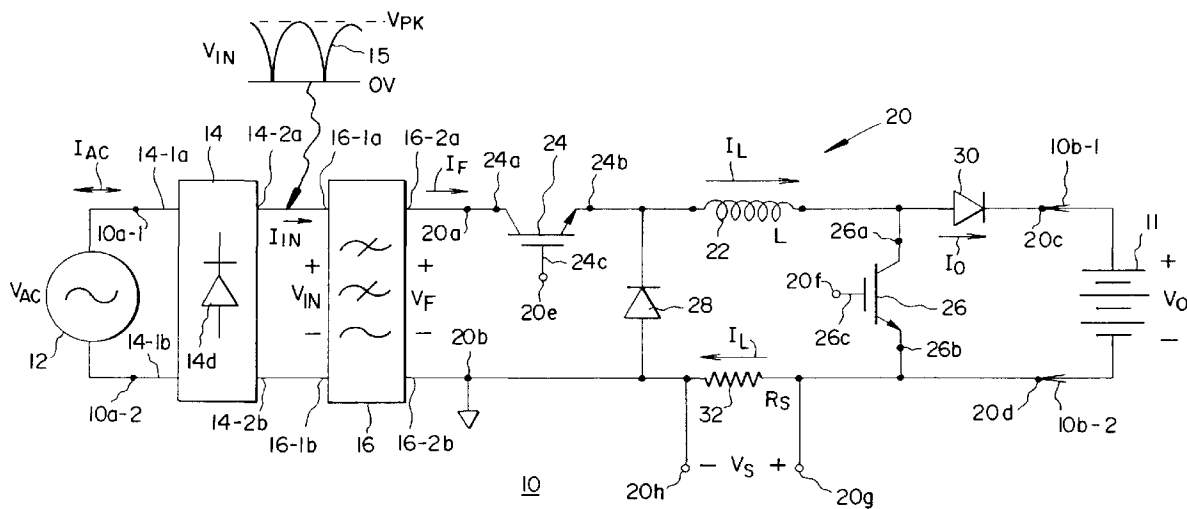 VPK
VIN
15
OV
20
IAC
14-1a
14
14-2a
16-1a
16-2a
IF
24a
24
24b
IL
30
10b-1
10a-1
IIN
20a
22
L
26a
IO
20c
11
+
VAC
+
VIN
+
VF
24c
20e
28
20f
26c
26
VO
12
14-1b
14d
-
-
20b
IL
26b
-
10a-2
14-2b
16-1b
16
16-2b
32
RS
20d
10b-2
10
20h
- VS +
20g